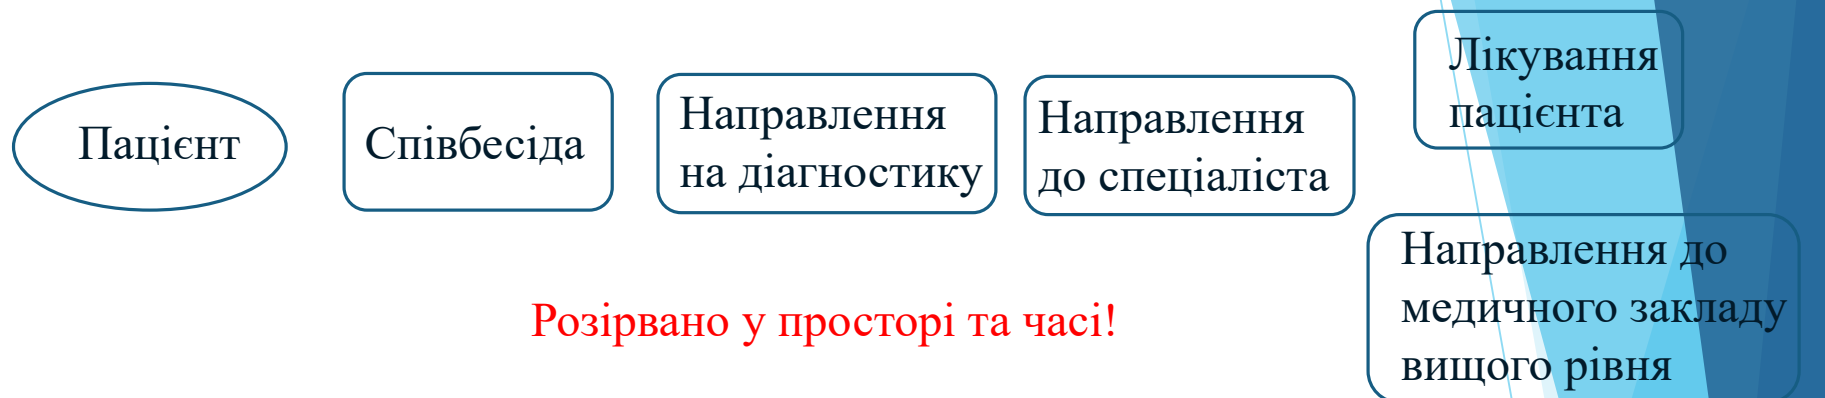 Пацієнт
Співбесіда
Направлення
на діагностику
Направлення
до спеціаліста
Лікування
пацієнта
Направлення до
медичного закладу
вищого рівня
Розірвано у просторі та часі!